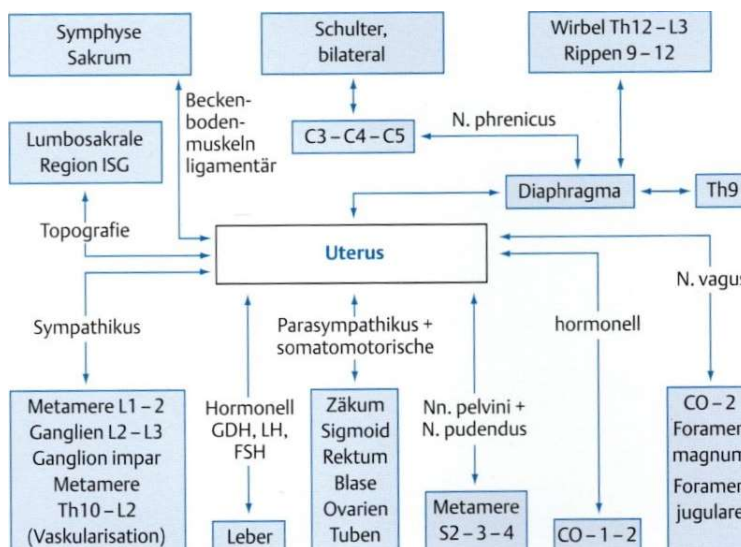 Symphyse
Sakrum
Schulter,
bilateral
Wirbel Th12 – L3
Rippen 9 – 12
Becken-
boden-
muskeln
ligamentär
N. phrenicus
C3 – C4 – C5
Lumbosakrale
Region ISG
Diaphragma
Th9
Topografie
Uterus
N. vagus
Sympathikus
Parasympathikus +
somatomotorische
hormonell
Metamere L1 – 2
Ganglien L2 – L3
Ganglion impar
Metamere
Th10 – L2
(Vaskularisation)
Hormonell
GDH, LH,
FSH
Leber
Zäkum
Sigmoid
Rektum
Blase
Ovarien
Tuben
Nn. pelvini +
N. pudendus
Metamere
S2 – 3 – 4
CO – 1 – 2
CO – 2
Foramen
magnum
Foramen
jugulare